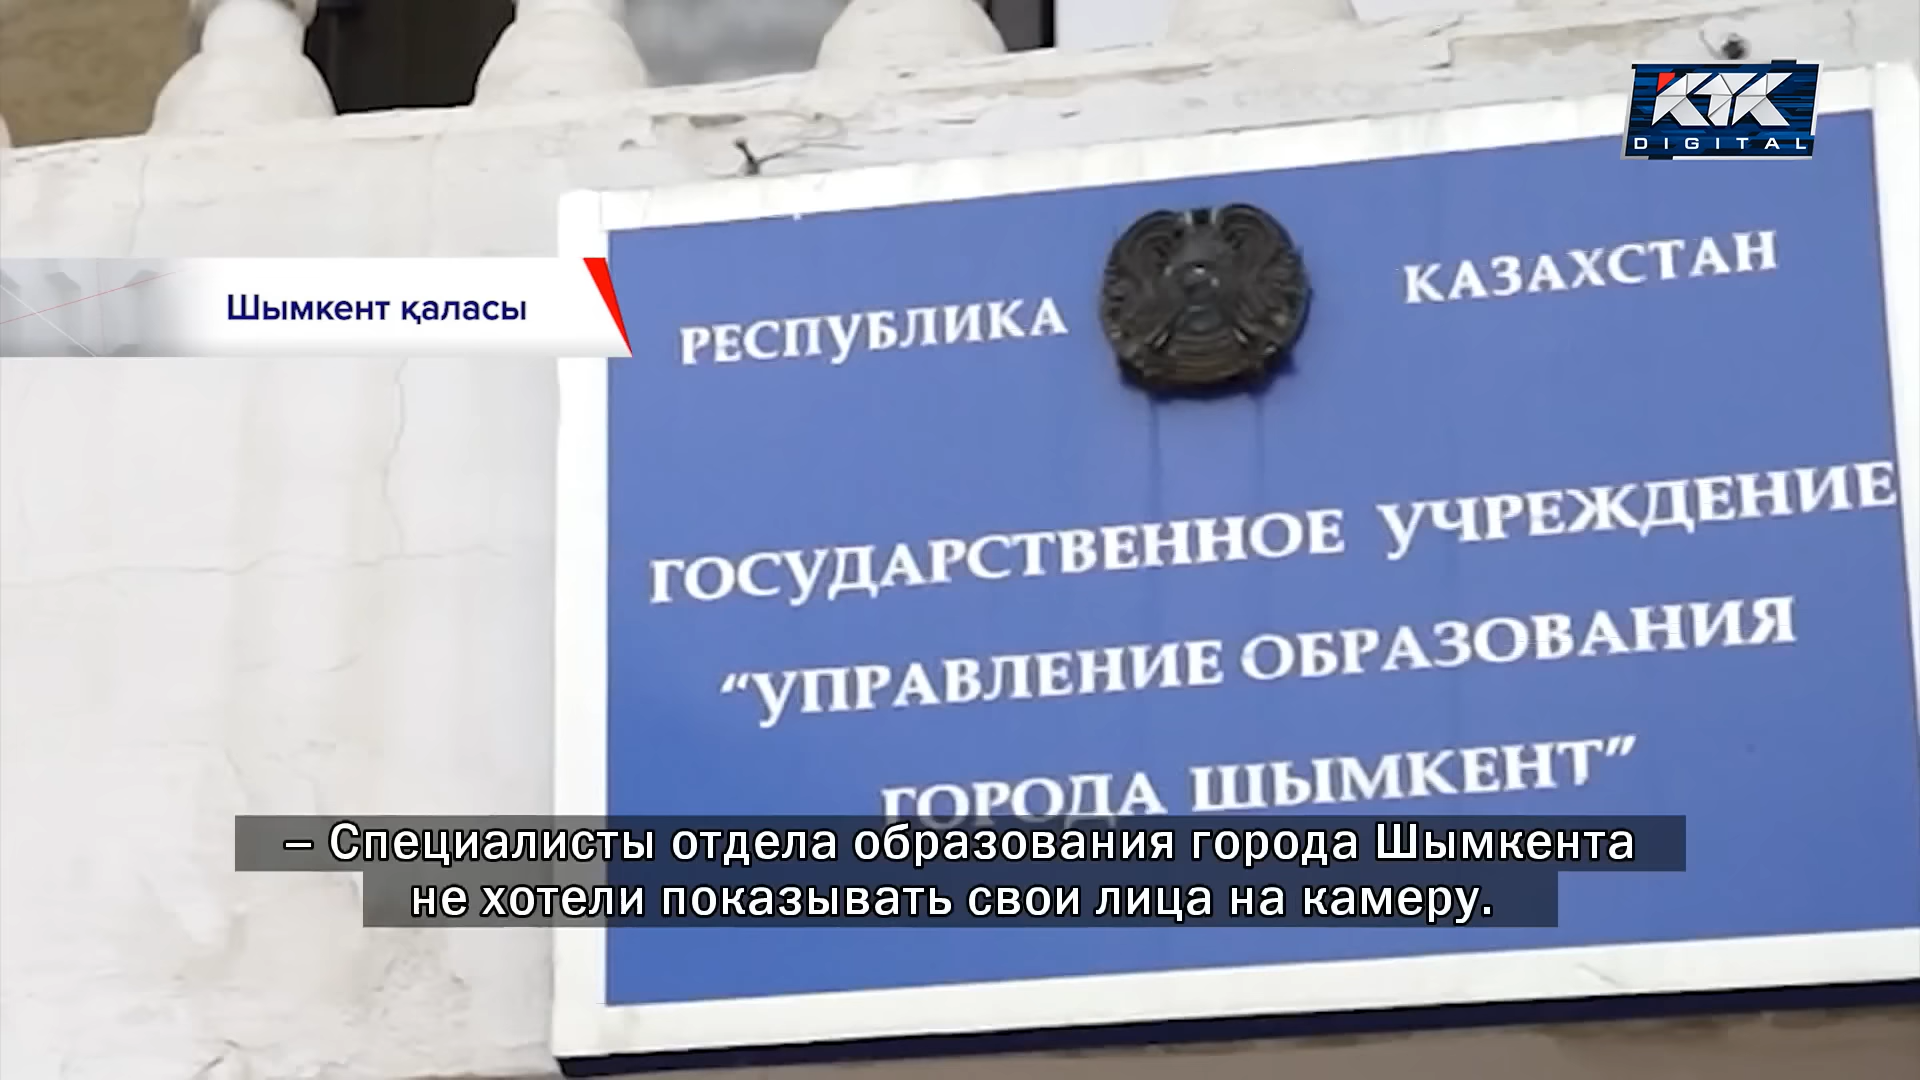 КТК
DIGITAL
Шымкент қаласы
РЕСПУБЛИКА КАЗАХСТАН
ГОСУДАРСТВЕННОЕ УЧРЕЖДЕНИЕ
“УПРАВЛЕНИЕ ОБРАЗОВАНИЯ
ГОРОДА ШЫМКЕНТ”
– Специалисты отдела образования города Шымкента
не хотели показывать свои лица на камеру.